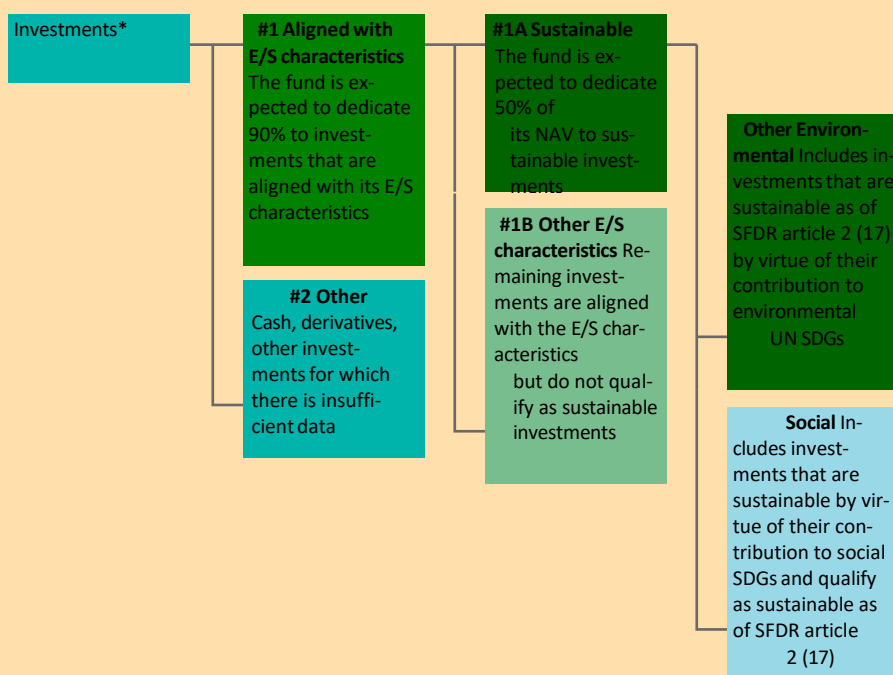 Investments*
#1 Aligned with
E/S characteristics
The fund is ex-
pected to dedicate
90% to invest-
ments that are
aligned with its E/S
characteristics
#2 Other
Cash, derivatives,
other invest-
ments for which
there is insuffi-
cient data
#1A Sustainable
The fund is ex-
pected to dedicate
50% of
its NAV to sus-
tainable invest-
ments
#1B Other E/S
characteristics Re-
maining invest-
ments are aligned
with the E/S char-
acteristics
but do not qual-
ify as sustainable
investments
Other Environ-
mental Includes in-
vestments that are
sustainable as of
SFDR article 2 (17)
by virtue of their
contribution to
environmental
UN SDGs
Social In-
cludes invest-
ments that are
sustainable by vir-
tue of their con-
tribution to social
SDGs and qualify
as sustainable as
of SFDR article
2 (17)